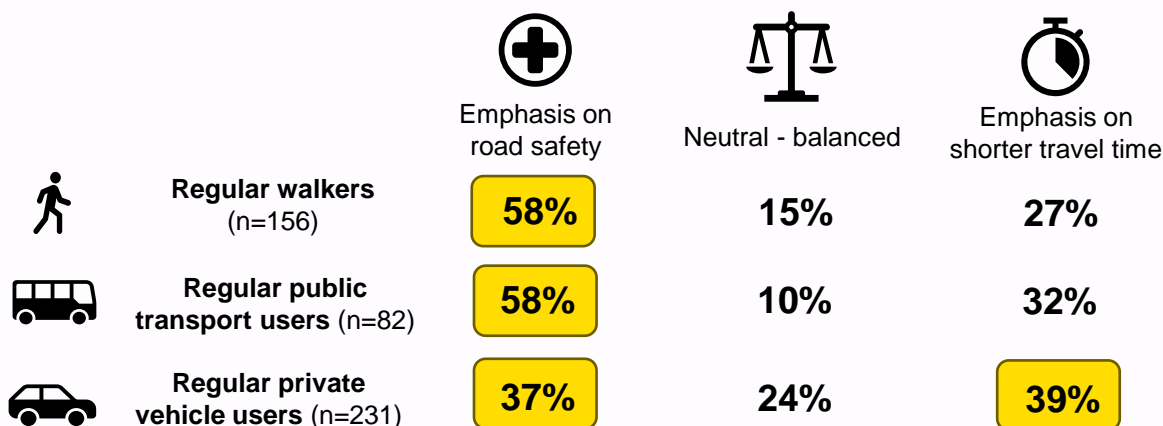 Emphasis on
road safety
Neutral - balanced
Emphasis on
shorter travel time
Regular walkers
(n=156)
58%
15%
27%
Regular public
transport users (n=82)
58%
10%
32%
Regular private
vehicle users (n=231)
37%
24%
39%